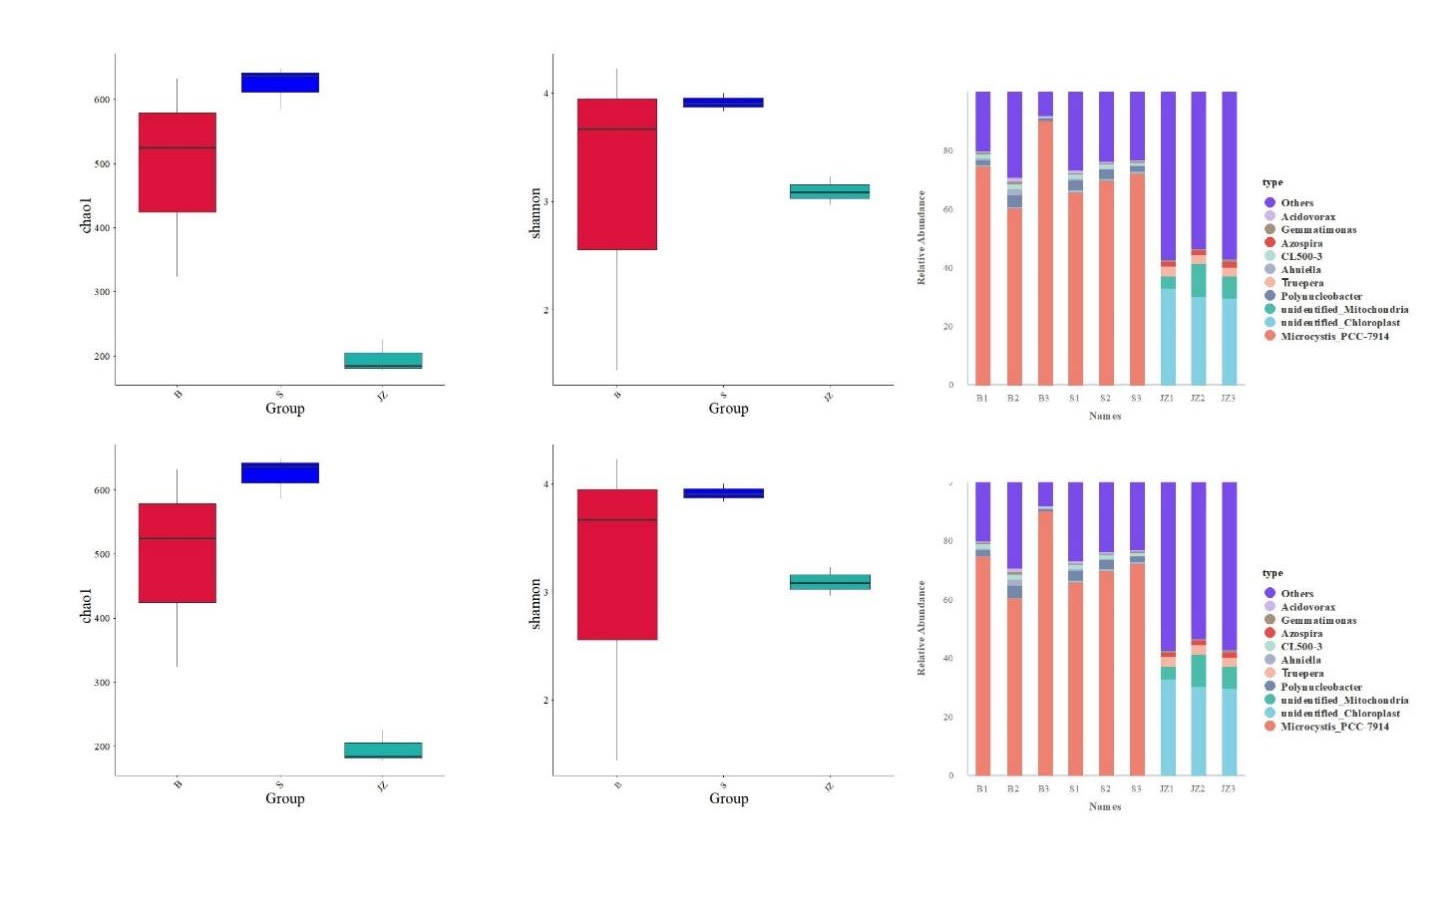 600
500
400
300
200
chao1
B
S
JZ
Group
4
3
2
shannon
B
S
JZ
Group
80
60
40
20
0
Relative Abundance
B1 B2 B3 S1 S2 S3 JZ1 JZ2 JZ3
Names
type
Others
Acidovorax
Gemmatimonas
Azospira
CL500-3
Ahniella
Truepera
Polynucleobacter
unidentified_Mitochondria
unidentified_Chloroplast
Microcystis_PCC-7914
600
500
400
300
200
chao1
B
S
JZ
Group
4
3
2
shannon
B
S
JZ
Group
80
60
40
20
0
Relative Abundance
B1 B2 B3 S1 S2 S3 JZ1 JZ2 JZ3
Names
type
Others
Acidovorax
Gemmatimonas
Azospira
CL500-3
Ahniella
Truepera
Polynucleobacter
unidentified_Mitochondria
unidentified_Chloroplast
Microcystis_PCC-7914